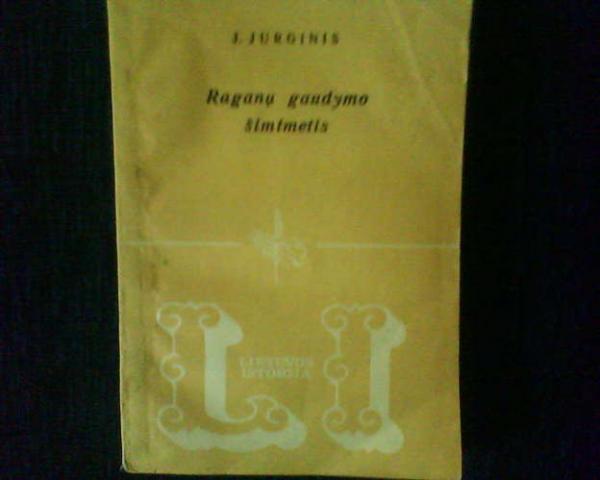 J. JURGINIS
Raganų gaudymo
šimtmetis
LIETUVOS
ISTORIJA
L I